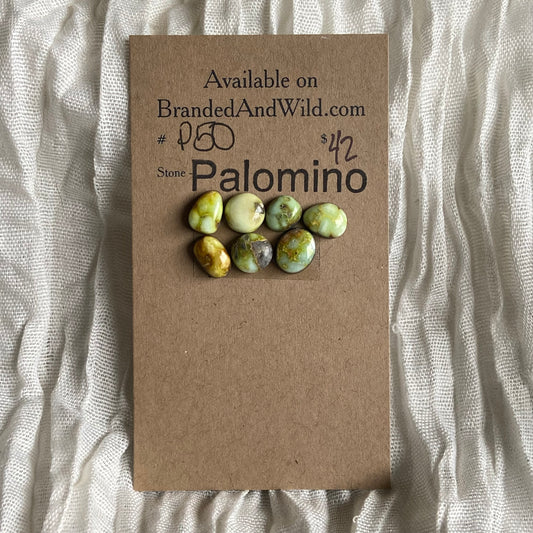 Available on
BrandedAndWild.com
# P50 $42
Stone - Palomino